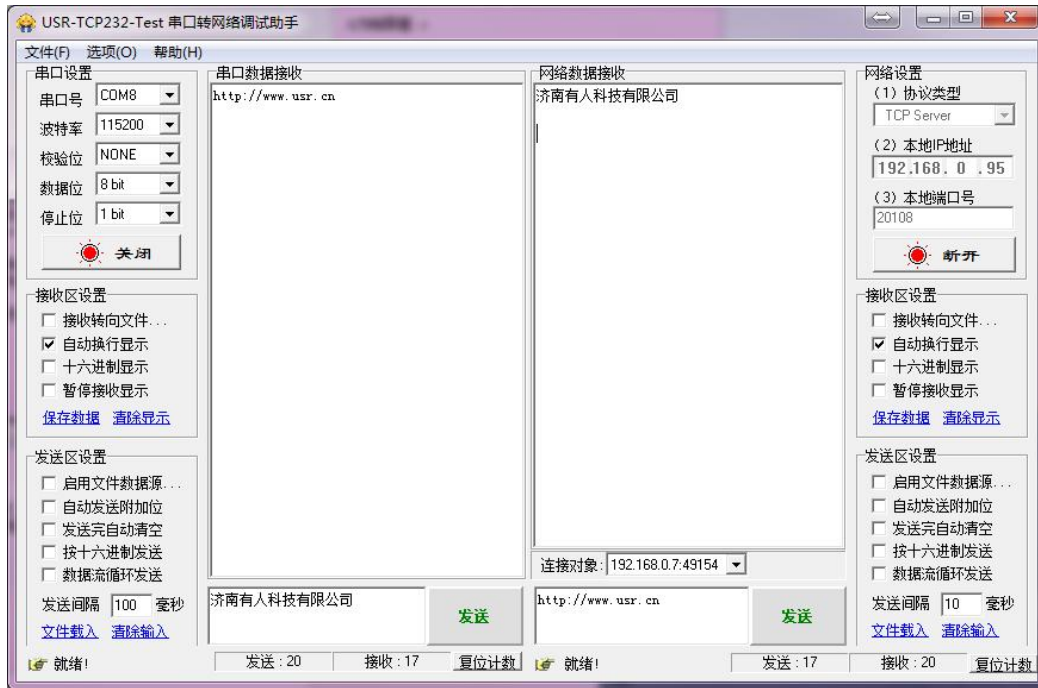 USR-TCP232-Test 串口转网络调试助手
文件(F) 选项(O) 帮助(H)
串口设置
串口号 COM8
波特率 115200
校验位 NONE
数据位 8 bit
停止位 1 bit
关闭
接收区设置
接收转向文件...
自动换行显示
十六进制显示
暂停接收显示
保存数据 清除显示
发送区设置
启用文件数据源...
自动发送附加位
发送完自动清空
按十六进制发送
数据流循环发送
发送间隔 100 毫秒
文件载入 清除输入
串口数据接收
http://www.usr.cn
济南有人科技有限公司
发送
网络数据接收
济南有人科技有限公司
连接对象: 192.168.0.7:49154
http://www.usr.cn
发送
网络设置
(1) 协议类型
TCP Server
(2) 本地IP地址
192.168. 0 .95
(3) 本地端口号
20108
断开
接收区设置
接收转向文件...
自动换行显示
十六进制显示
暂停接收显示
保存数据 清除显示
发送区设置
启用文件数据源...
自动发送附加位
发送完自动清空
按十六进制发送
数据流循环发送
发送间隔 10 毫秒
文件载入 清除输入
就绪! 发送:20 接收:17 复位计数 就绪! 发送:17 接收:20 复位计数